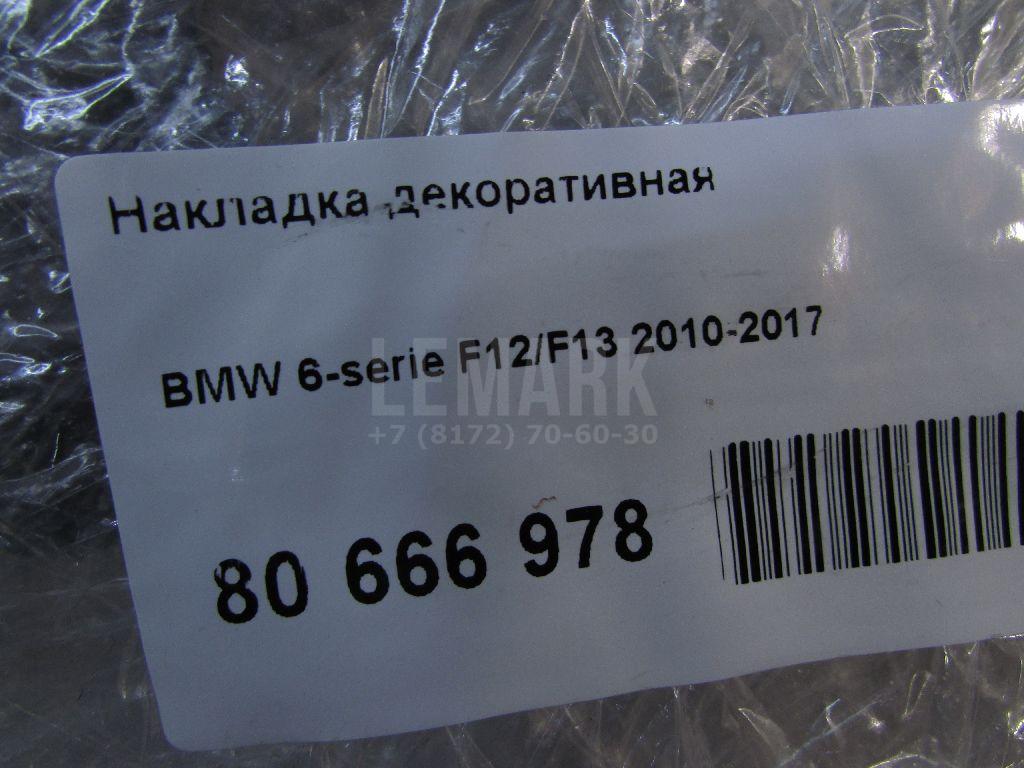 Накладка декоративная
BMW 6-serie F12/F13 2010-2017
LEMARK
+7 (8172) 70-60-30
80 666 978